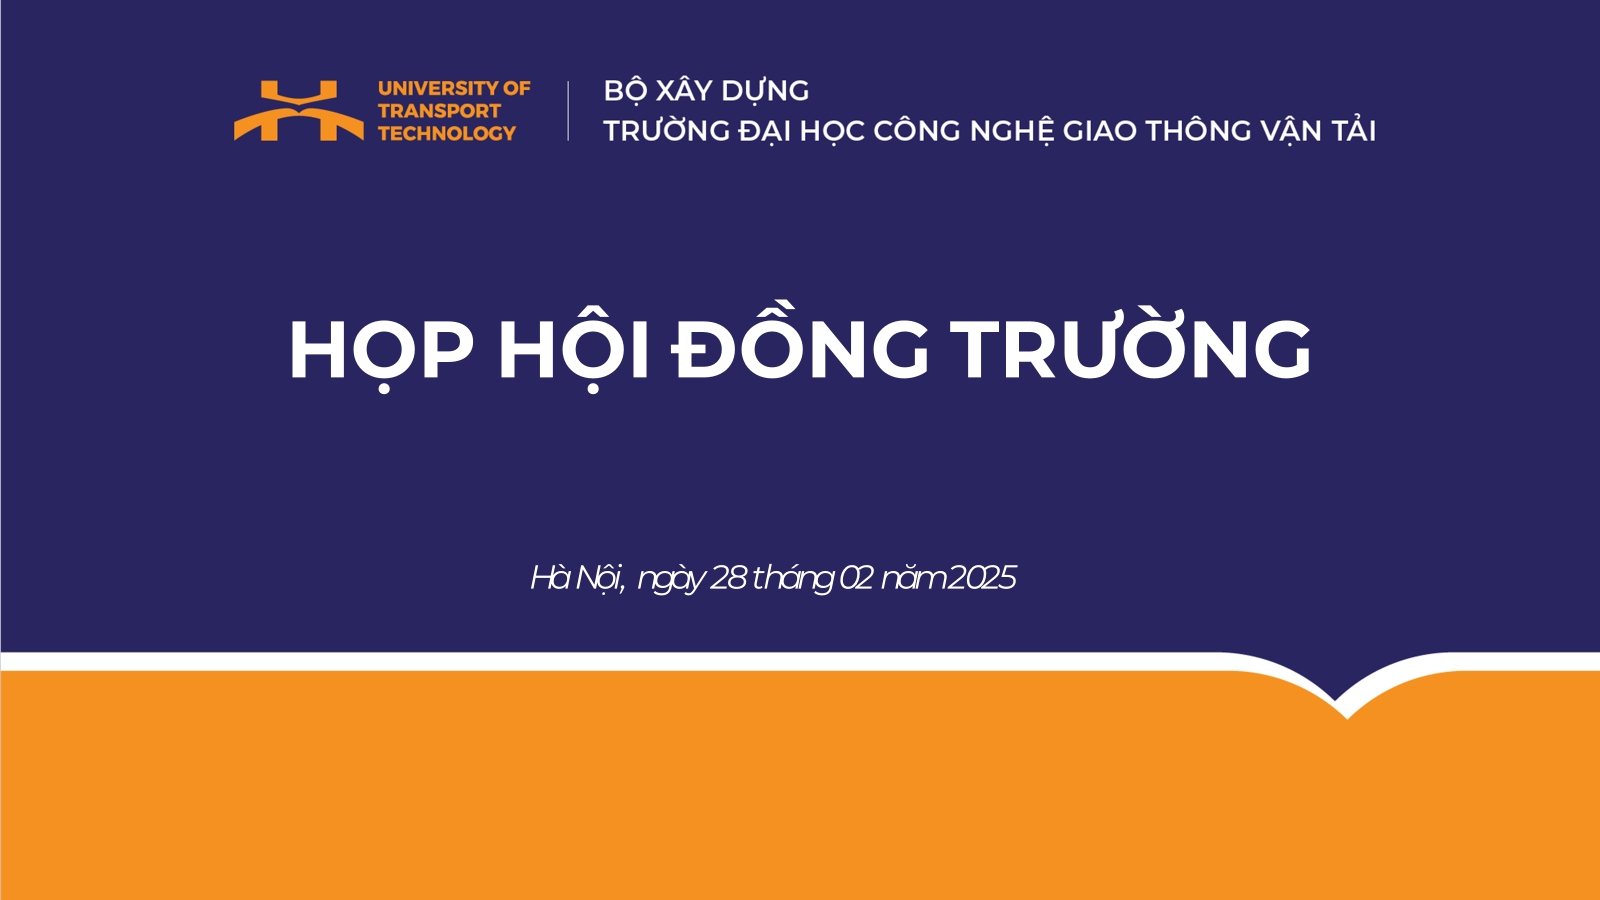 UNIVERSITY OF
TRANSPORT
TECHNOLOGY
BỘ XÂY DỰNG
TRƯỜNG ĐẠI HỌC CÔNG NGHỆ GIAO THÔNG VẬN TẢI
HỌP HỘI ĐỒNG TRƯỜNG
Hà Nội, ngày 28 tháng 02 năm 2025